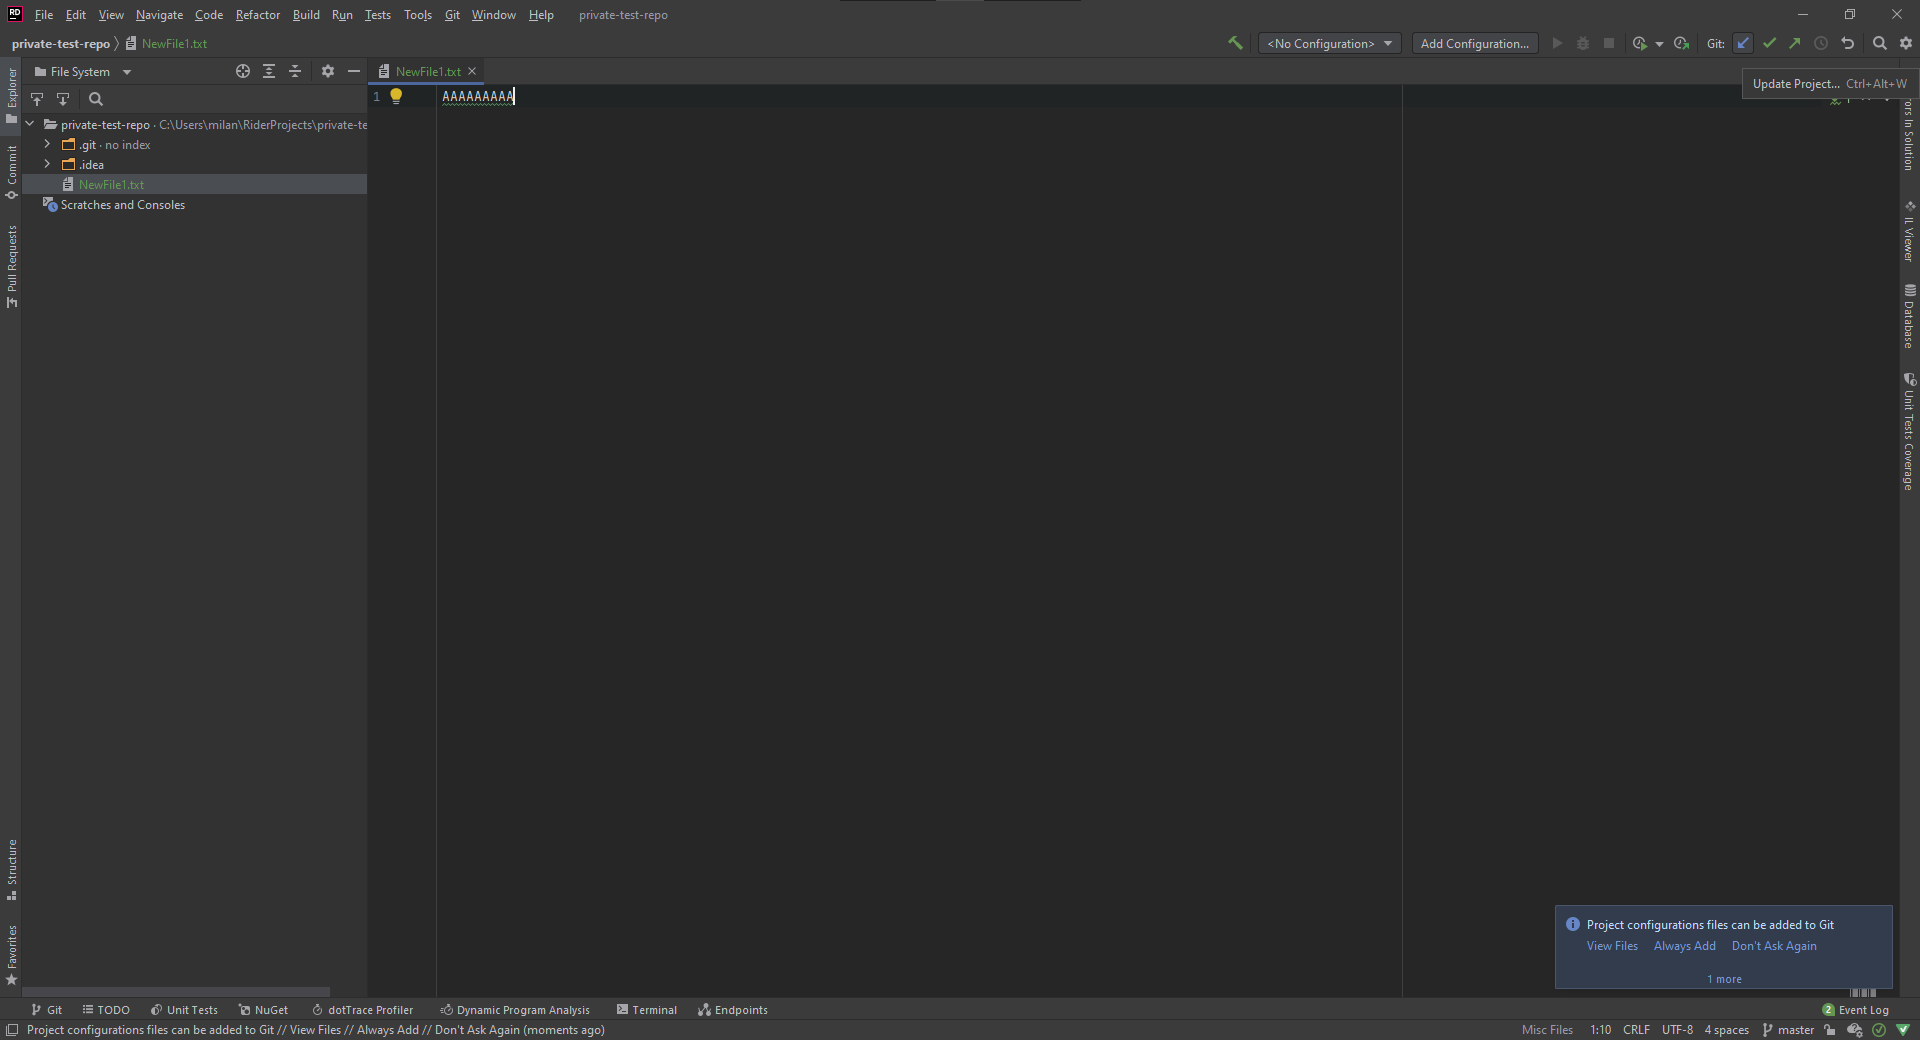 RD File Edit View Navigate Code Refactor Build Run Tests Tools Git Window Help private-test-repo
private-test-repo NewFile1.txt <No Configuration> Add Configuration... Git:
File System NewFile1.txt
Update Project... Ctrl+Alt+W
1 AAAAAAAAA
private-test-repo · C:\Users\milan\RiderProjects\private-te
.git · no index
.idea
NewFile1.txt
Scratches and Consoles
Explorer
Commit
Pull Requests
Structure
Favorites
In Solution
IL Viewer
Database
Unit Tests Coverage
Project configurations files can be added to Git
View Files Always Add Don't Ask Again
1 more
Git TODO Unit Tests NuGet dotTrace Profiler Dynamic Program Analysis Terminal Endpoints 2 Event Log
Project configurations files can be added to Git // View Files // Always Add // Don't Ask Again (moments ago) Misc Files 1:10 CRLF UTF-8 4 spaces master